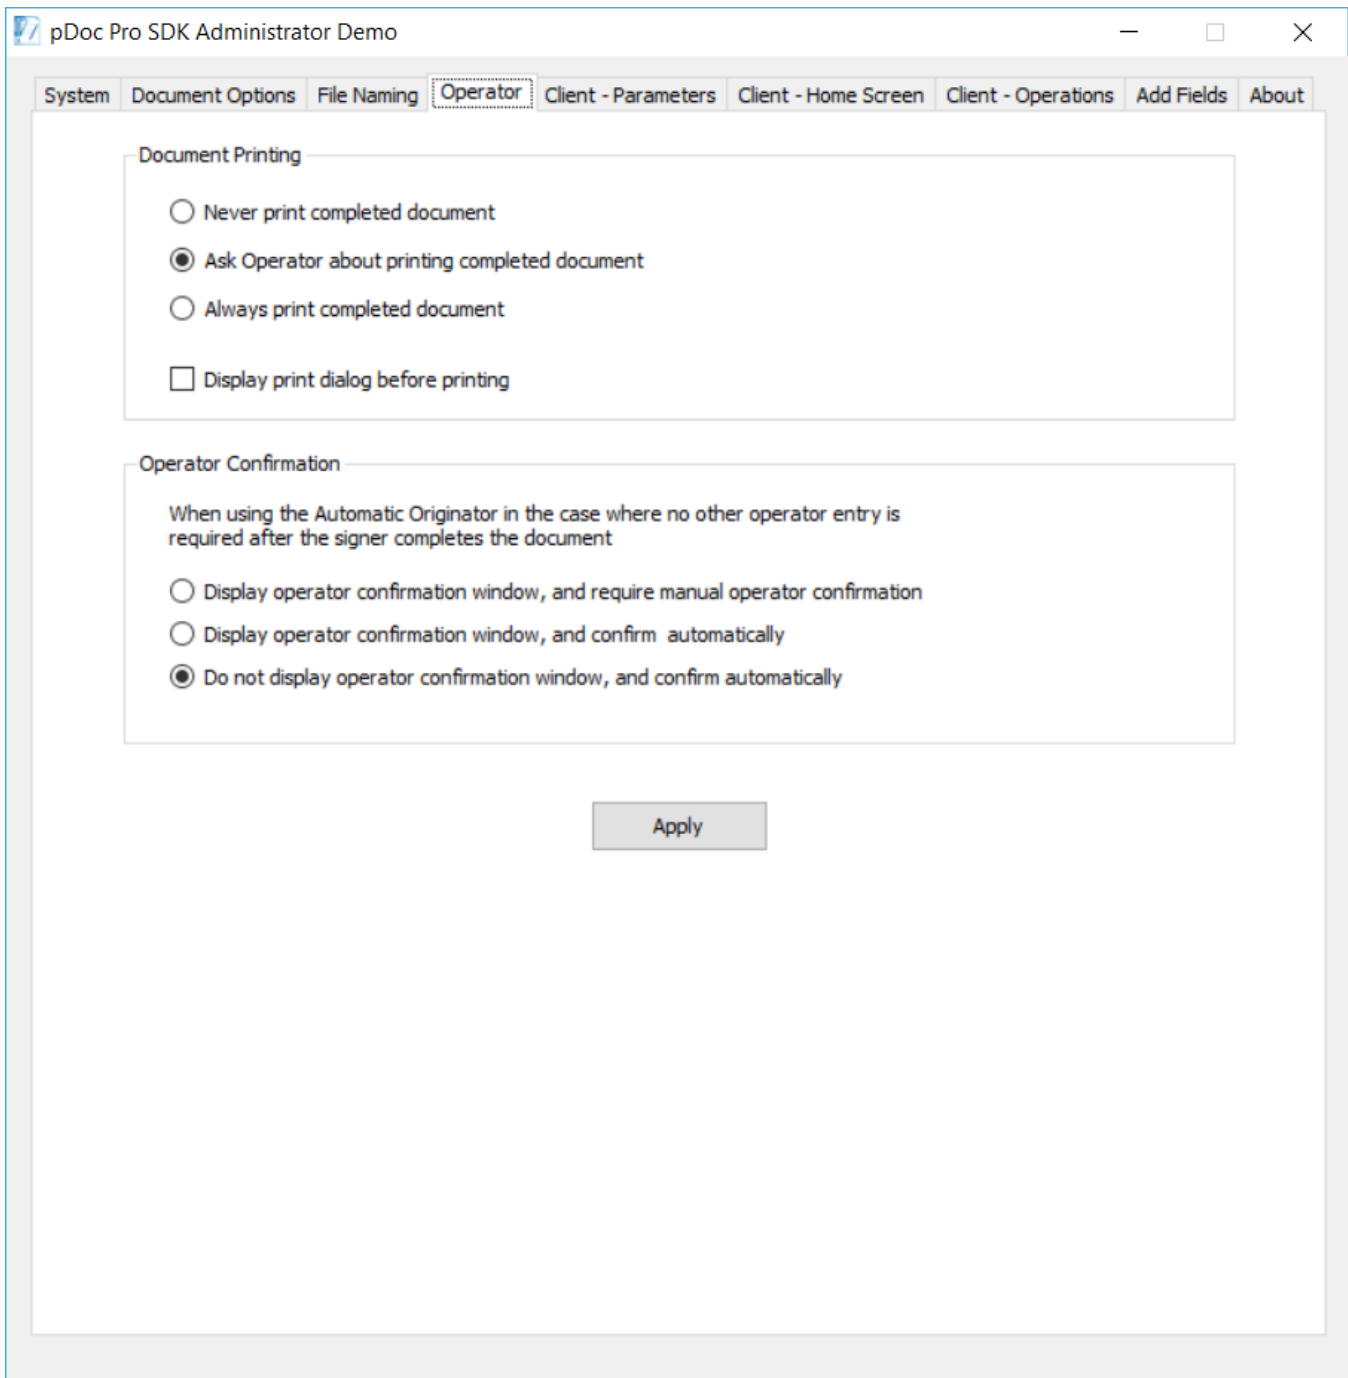 pDoc Pro SDK Administrator Demo
System Document Options File Naming Operator Client - Parameters Client - Home Screen Client - Operations Add Fields About
Document Printing
Never print completed document
Ask Operator about printing completed document
Always print completed document
Display print dialog before printing
Operator Confirmation
When using the Automatic Originator in the case where no other operator entry is
required after the signer completes the document
Display operator confirmation window, and require manual operator confirmation
Display operator confirmation window, and confirm  automatically
Do not display operator confirmation window, and confirm automatically
Apply